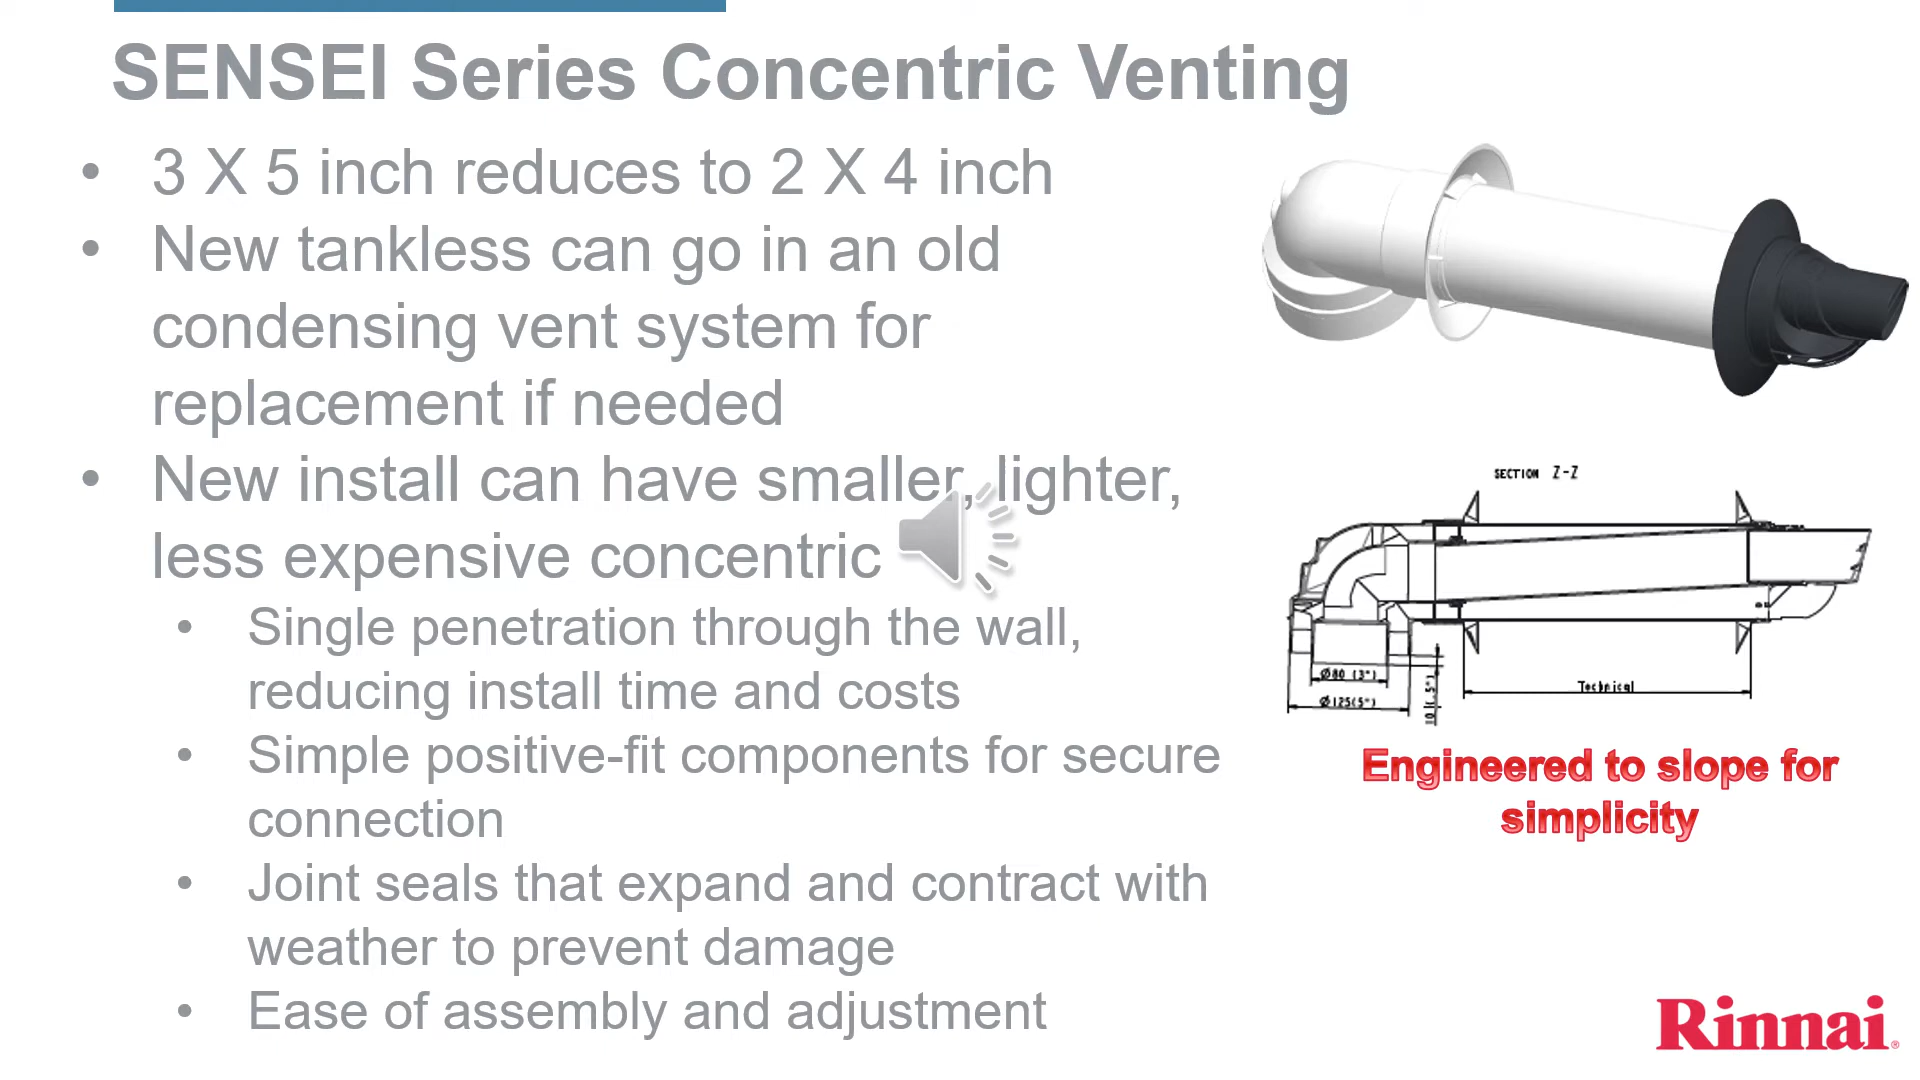 SENSEI Series Concentric Venting
• 3 X 5 inch reduces to 2 X 4 inch
• New tankless can go in an old
condensing vent system for
replacement if needed
• New install can have smaller, lighter,
less expensive concentric
• Single penetration through the wall,
reducing install time and costs
• Simple positive-fit components for secure
connection
• Joint seals that expand and contract with
weather to prevent damage
• Ease of assembly and adjustment
SECTION Z-Z
Ø80 (3")
Ø125(5")
10(.5")
Technical
Engineered to slope for
simplicity
Rinnai®